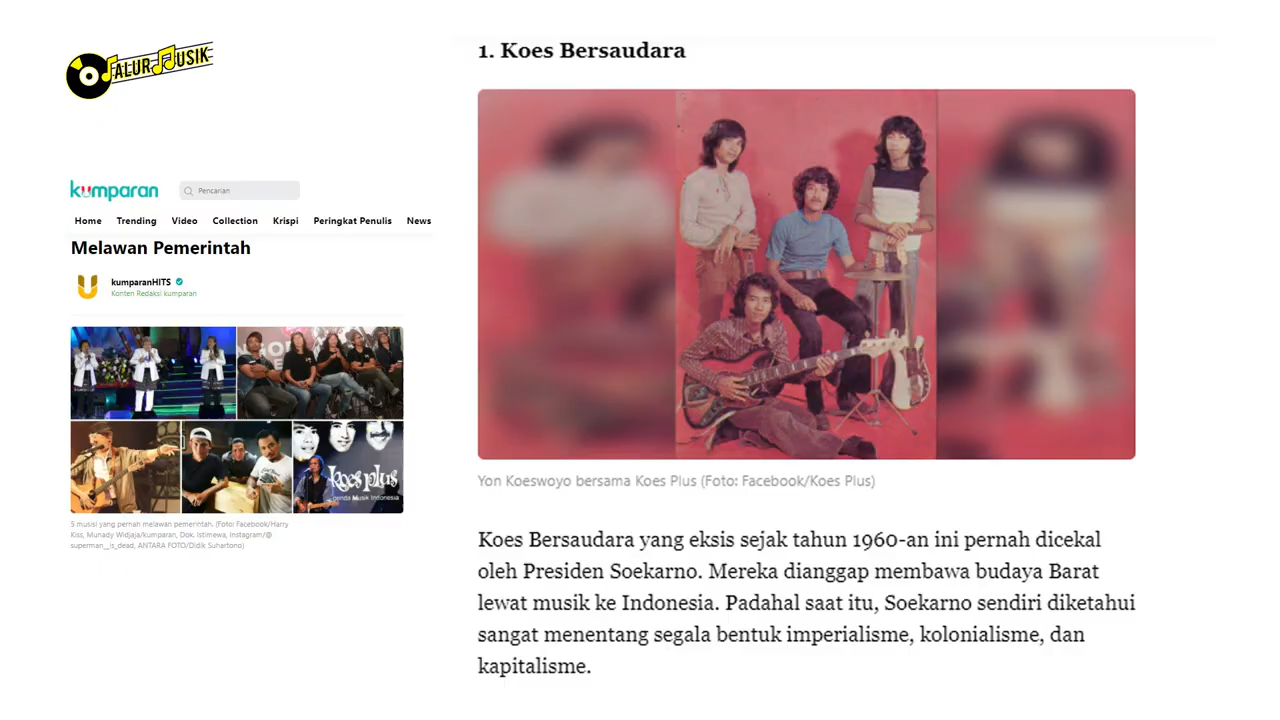 JALUR MUSIK
kumparan
Pencarian
Home Trending Video Collection Krispi Peringkat Penulis News
Melawan Pemerintah
kumparanHITS
Konten Redaksi kumparan
koes plus
5 musisi yang pernah melawan pemerintah. (Foto: Facebook/Harry
Kiss, Munady Widjaja/kumparan, Dok. Istimewa, Instagram/@
superman_is_dead, ANTARA FOTO/Didik Suhartono)
1. Koes Bersaudara
Yon Koeswoyo bersama Koes Plus (Foto: Facebook/Koes Plus)
Koes Bersaudara yang eksis sejak tahun 1960-an ini pernah dicekal
oleh Presiden Soekarno. Mereka dianggap membawa budaya Barat
lewat musik ke Indonesia. Padahal saat itu, Soekarno sendiri diketahui
sangat menentang segala bentuk imperialisme, kolonialisme, dan
kapitalisme.